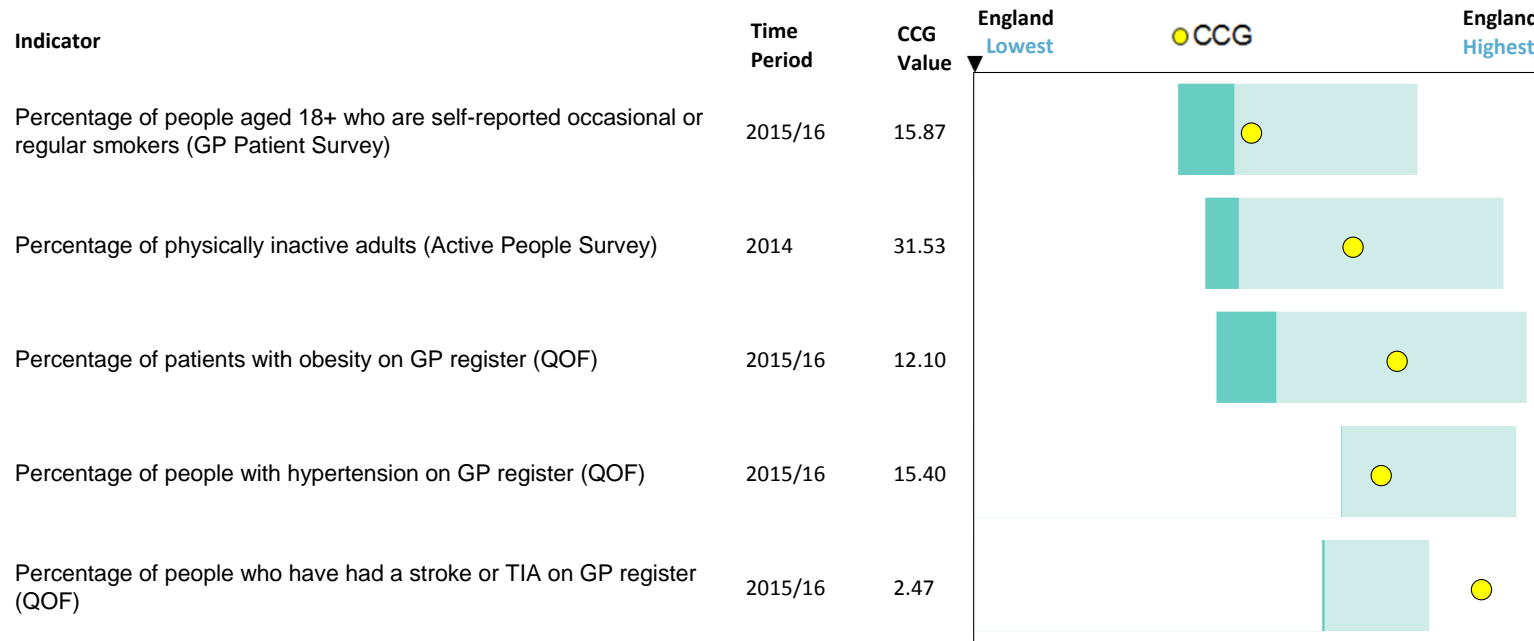 Indicator
Time
Period
CCG
Value
England
Lowest
CCG
England
Highest
Percentage of people aged 18+ who are self-reported occasional or
regular smokers (GP Patient Survey)
2015/16
15.87
Percentage of physically inactive adults (Active People Survey)
2014
31.53
Percentage of patients with obesity on GP register (QOF)
2015/16
12.10
Percentage of people with hypertension on GP register (QOF)
2015/16
15.40
Percentage of people who have had a stroke or TIA on GP register
(QOF)
2015/16
2.47